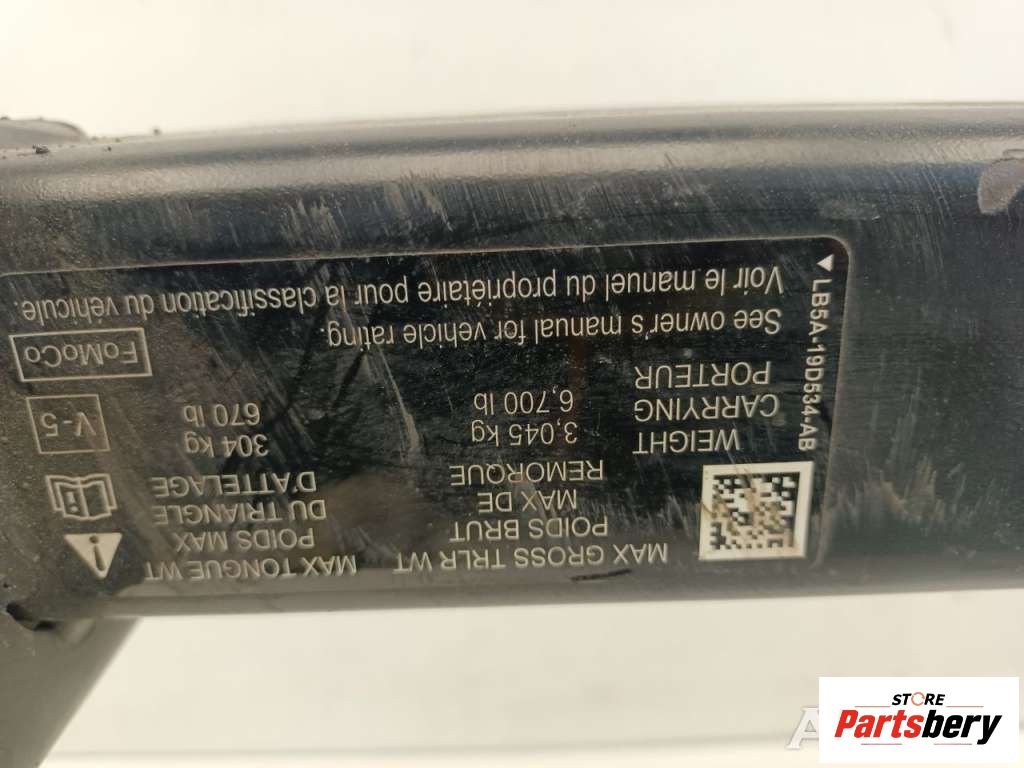 MAX GROSS TRLR WT MAX TONGUE WT
POIDS BRUT POIDS MAX
MAX DE DU TRIANGLE
REMORQUE D'ATTELAGE
WEIGHT 3,045 kg 304 kg
CARRYING 6,700 lb 670 lb
PORTEUR
V-5
FoMoCo
See owner's manual for vehicle rating.
Voir le manuel du propriétaire pour la classification du véhicule.
LB5A-19D534-AB
STORE
Partsbery